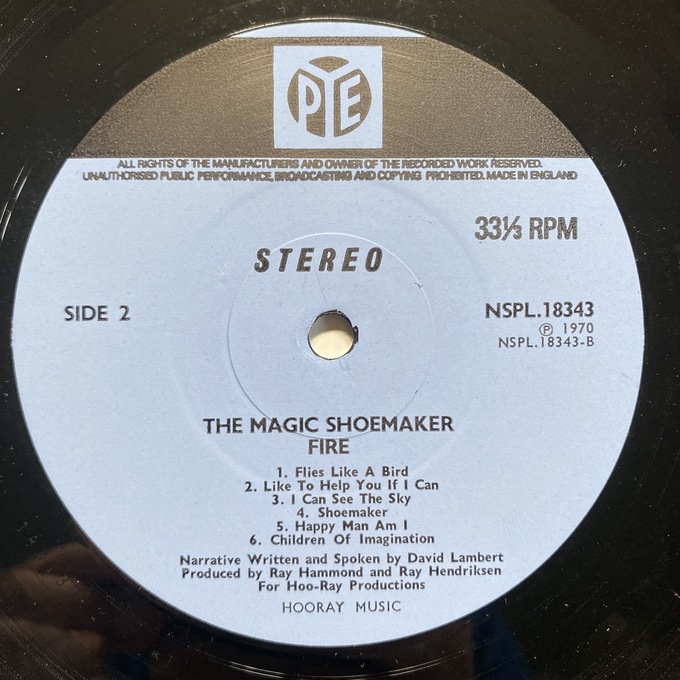 PYE
ALL RIGHTS OF THE MANUFACTURERS AND OWNER OF THE RECORDED WORK RESERVED.
UNAUTHORISED PUBLIC PERFORMANCE, BROADCASTING AND COPYING PROHIBITED. MADE IN ENGLAND
33⅓ RPM
STEREO
SIDE 2
NSPL.18343
℗ 1970
NSPL.18343-B
THE MAGIC SHOEMAKER
FIRE
1. Flies Like A Bird
2. Like To Help You If I Can
3. I Can See The Sky
4. Shoemaker
5. Happy Man Am I
6. Children Of Imagination
Narrative Written and Spoken by David Lambert
Produced by Ray Hammond and Ray Hendriksen
For Hoo-Ray Productions
HOORAY MUSIC